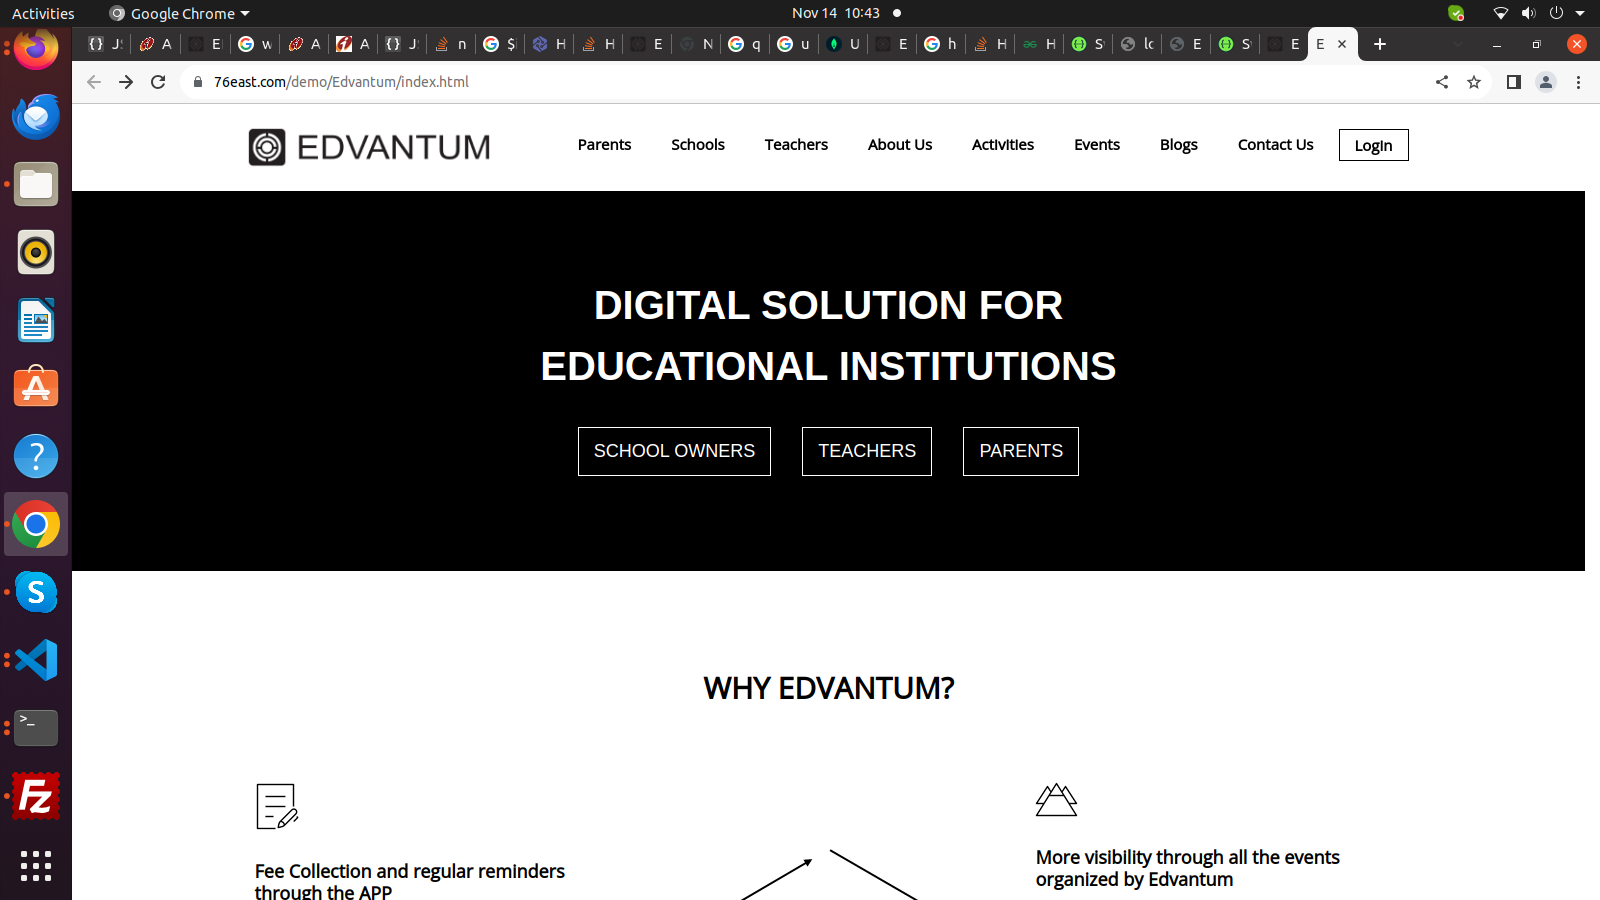 Activities Google Chrome Nov 14 10:43
{} J A E G w A A {} J n $ H H E N q u U E h H H S lo E S E E
76east.com/demo/Edvantum/index.html
EDVANTUM Parents Schools Teachers About Us Activities Events Blogs Contact Us Login
DIGITAL SOLUTION FOR
EDUCATIONAL INSTITUTIONS
SCHOOL OWNERS TEACHERS PARENTS
WHY EDVANTUM?
Fee Collection and regular reminders
through the APP
More visibility through all the events
organized by Edvantum